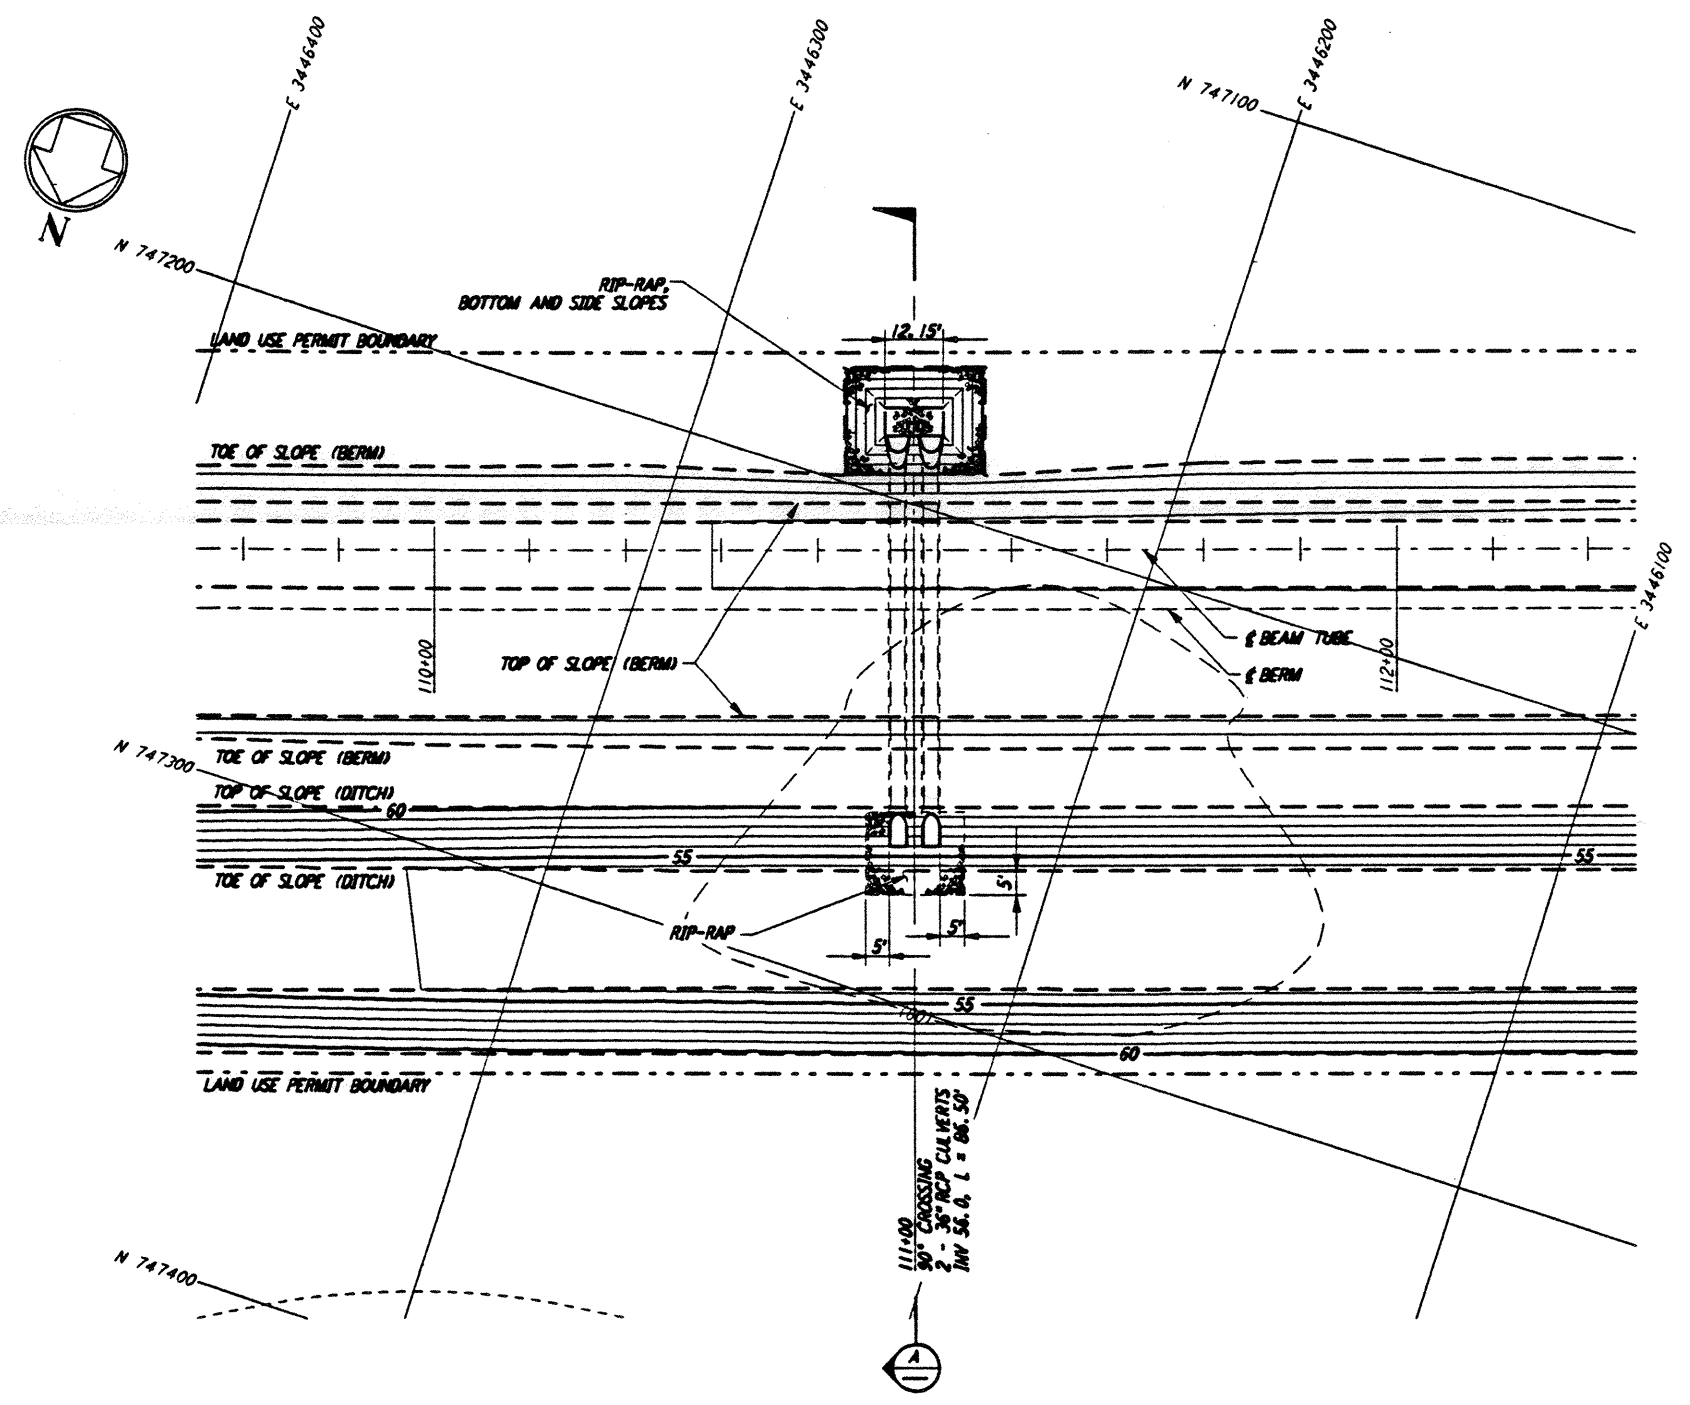 E 3446400
E 3446300
E 3446200
N 747100
N
N 747200
RIP-RAP,
BOTTOM AND SIDE SLOPES
LAND USE PERMIT BOUNDARY
12.15'
TOE OF SLOPE (BERM)
E 3446100
110+00
TOP OF SLOPE (BERM)
℄ BEAM TUBE
℄ BERM
112+00
N 747300
TOE OF SLOPE (BERM)
TOP OF SLOPE (DITCH)
60
55
55
TOE OF SLOPE (DITCH)
5'
RIP-RAP
5'
5'
55
60
LAND USE PERMIT BOUNDARY
111+00
90° CROSSING
2 - 36" RCP CULVERTS
INV 56.0, L = 86.50'
N 747400
A